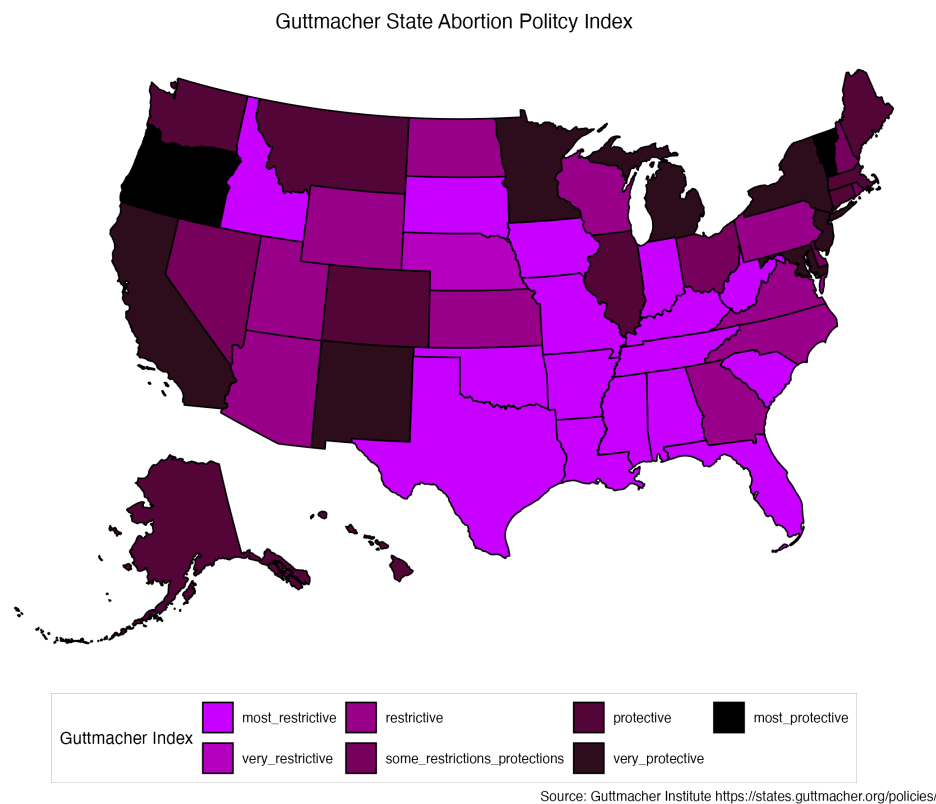 Guttmacher State Abortion Politcy Index
most_restrictive restrictive protective most_protective
Guttmacher Index
very_restrictive some_restrictions_protections very_protective
Source: Guttmacher Institute https://states.guttmacher.org/policies/